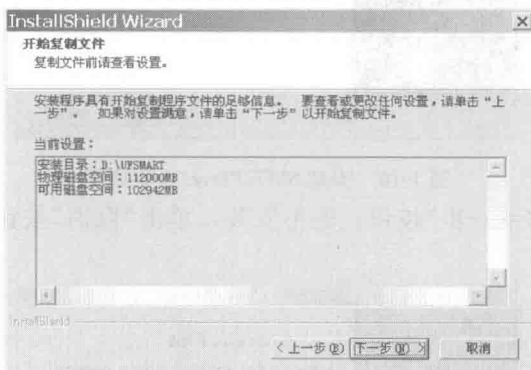 InstallShield Wizard
开始复制文件
复制文件前请查看设置。
安装程序具有开始复制程序文件的足够信息。 要查看或更改任何设置，请单击“上
一步”。 如果对设置满意，请单击“下一步”以开始复制文件。
当前设置：
安装目录：D:\UFSMART
物理磁盘空间：112000MB
可用磁盘空间：102942MB
InstallShield
< 上一步(B) 下一步(N) > 取消